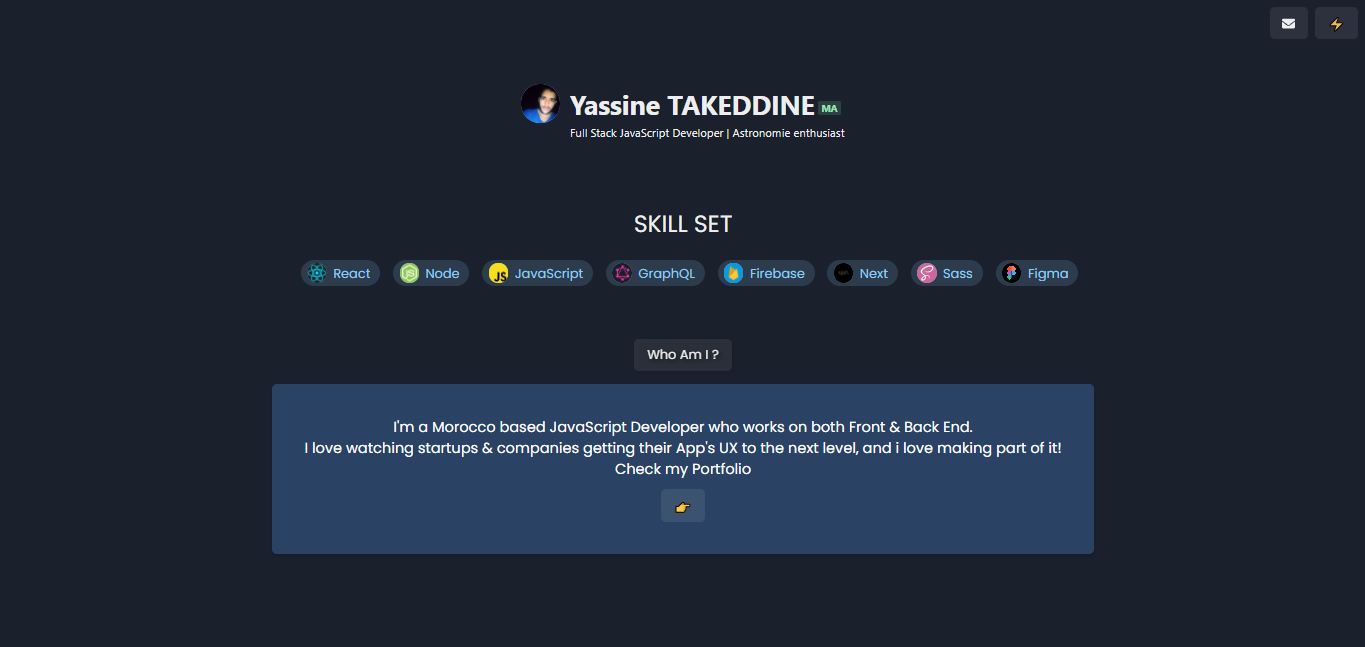 Yassine TAKEDDINE MA
Full Stack JavaScript Developer | Astronomie enthusiast
SKILL SET
React Node JS JavaScript GraphQL Firebase Next Sass Figma
Who Am I ?
I'm a Morocco based JavaScript Developer who works on both Front & Back End.
I love watching startups & companies getting their App's UX to the next level, and i love making part of it!
Check my Portfolio